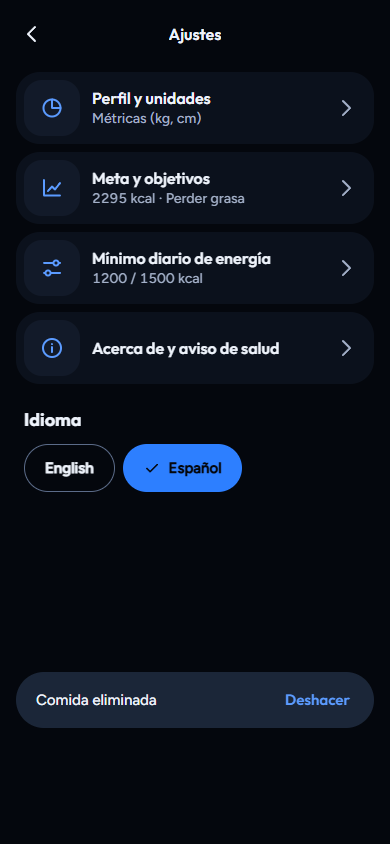 Ajustes
Perfil y unidades
Métricas (kg, cm)
Meta y objetivos
2295 kcal · Perder grasa
Mínimo diario de energía
1200 / 1500 kcal
Acerca de y aviso de salud
Idioma
English
Español
Comida eliminada
Deshacer